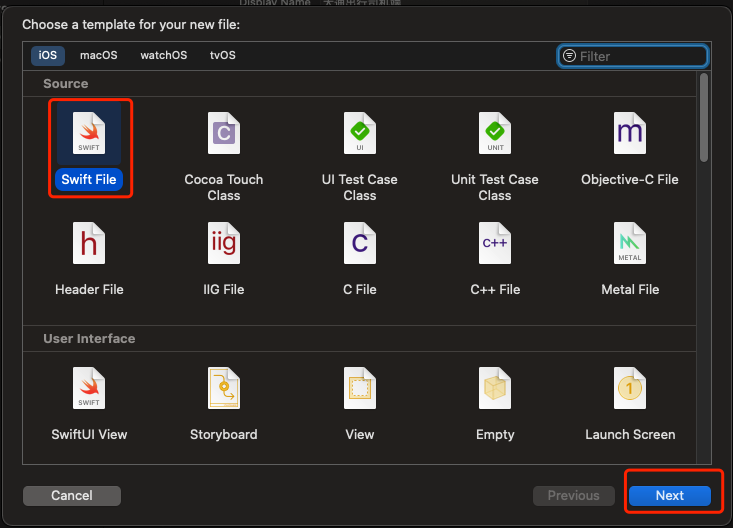 Display Name
Choose a template for your new file:
iOS macOS watchOS tvOS Filter
Source
SWIFT C UI UNIT m
Swift File Cocoa Touch Class UI Test Case Class Unit Test Case Class Objective-C File
h iig C C++ METAL
Header File IIG File C File C++ File Metal File
User Interface
SWIFT 1
SwiftUI View Storyboard View Empty Launch Screen
Cancel Previous Next